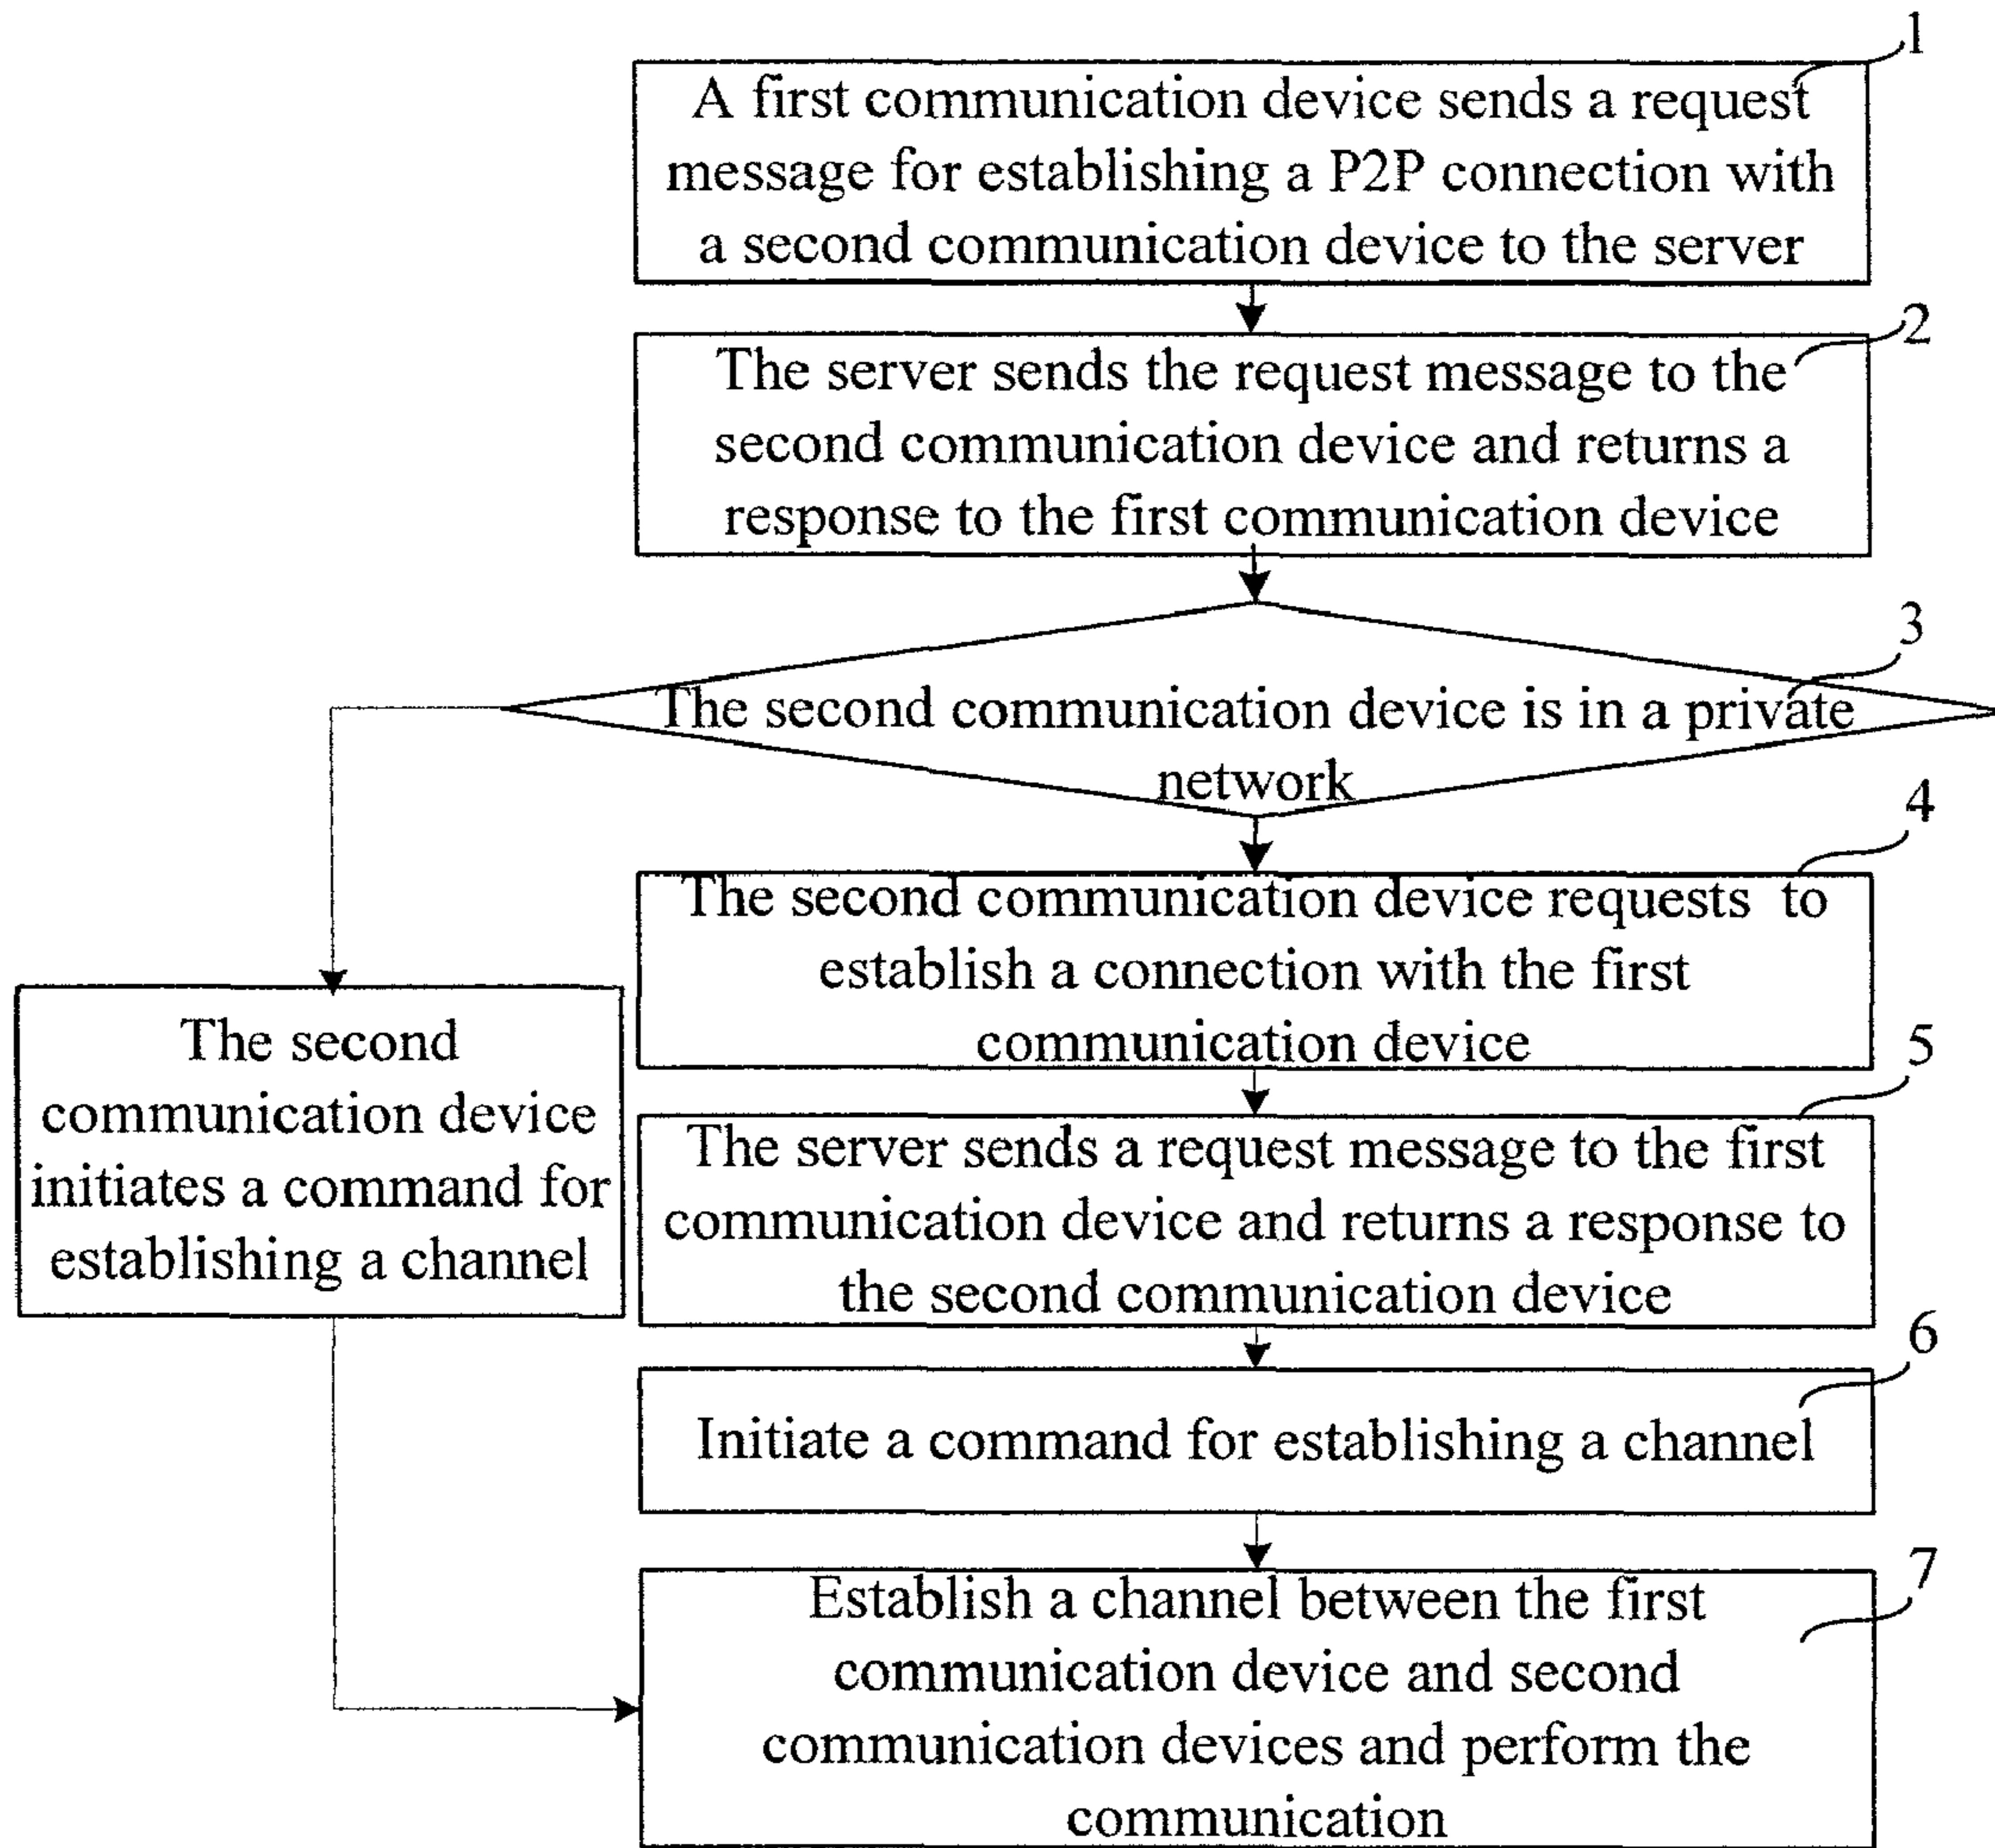 1
A first communication device sends a request
message for establishing a P2P connection with
a second communication device to the server
2
The server sends the request message to the
second communication device and returns a
response to the first communication device
3
The second communication device is in a private
network
4
The second communication device requests to
establish a connection with the first
communication device
The second
communication device
initiates a command for
establishing a channel
5
The server sends a request message to the first
communication device and returns a response to
the second communication device
6
Initiate a command for establishing a channel
7
Establish a channel between the first
communication device and second
communication devices and perform the
communication